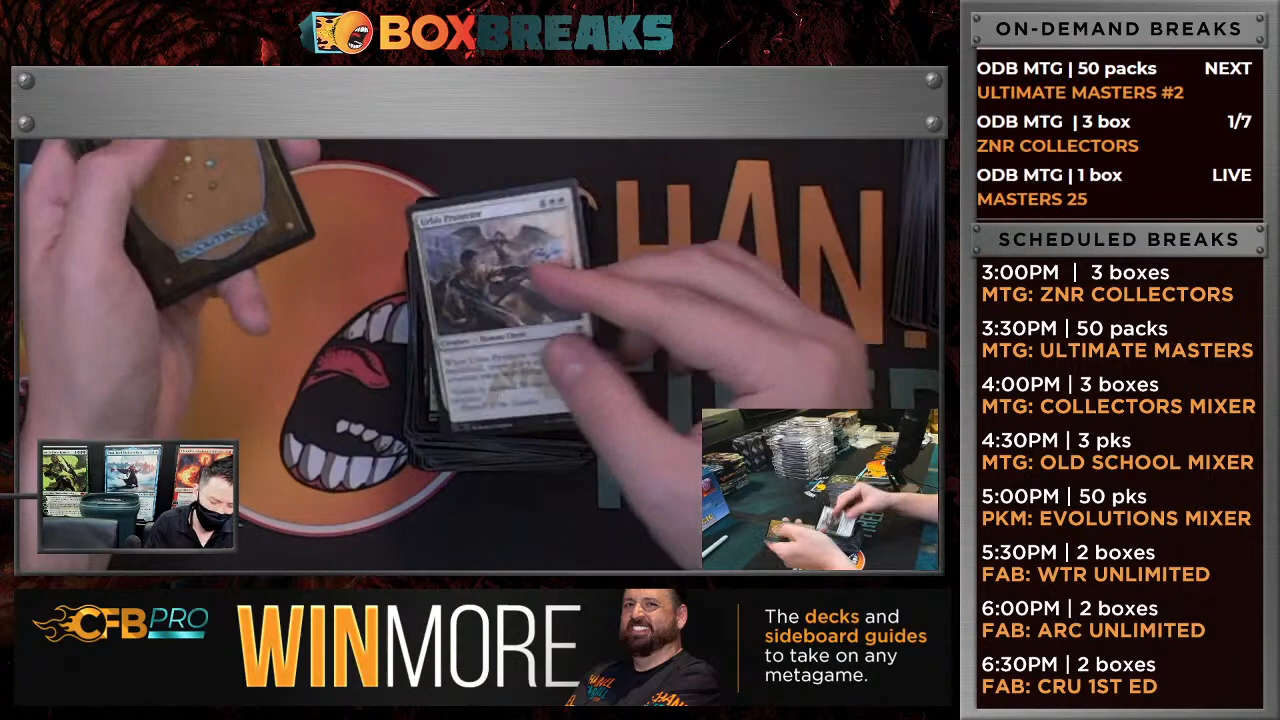 BOXBREAKS
ON-DEMAND BREAKS
ODB MTG | 50 packs NEXT
ULTIMATE MASTERS #2
ODB MTG | 3 box 1/7
ZNR COLLECTORS
ODB MTG | 1 box LIVE
MASTERS 25
SCHEDULED BREAKS
3:00PM | 3 boxes
MTG: ZNR COLLECTORS
3:30PM | 50 packs
MTG: ULTIMATE MASTERS
4:00PM | 3 boxes
MTG: COLLECTORS MIXER
4:30PM | 3 pks
MTG: OLD SCHOOL MIXER
5:00PM | 50 pks
PKM: EVOLUTIONS MIXER
5:30PM | 2 boxes
FAB: WTR UNLIMITED
6:00PM | 2 boxes
FAB: ARC UNLIMITED
6:30PM | 2 boxes
FAB: CRU 1ST ED
HAN
Urbis Protector
CFB PRO
WINMORE
The decks and
sideboard guides
to take on any
metagame.